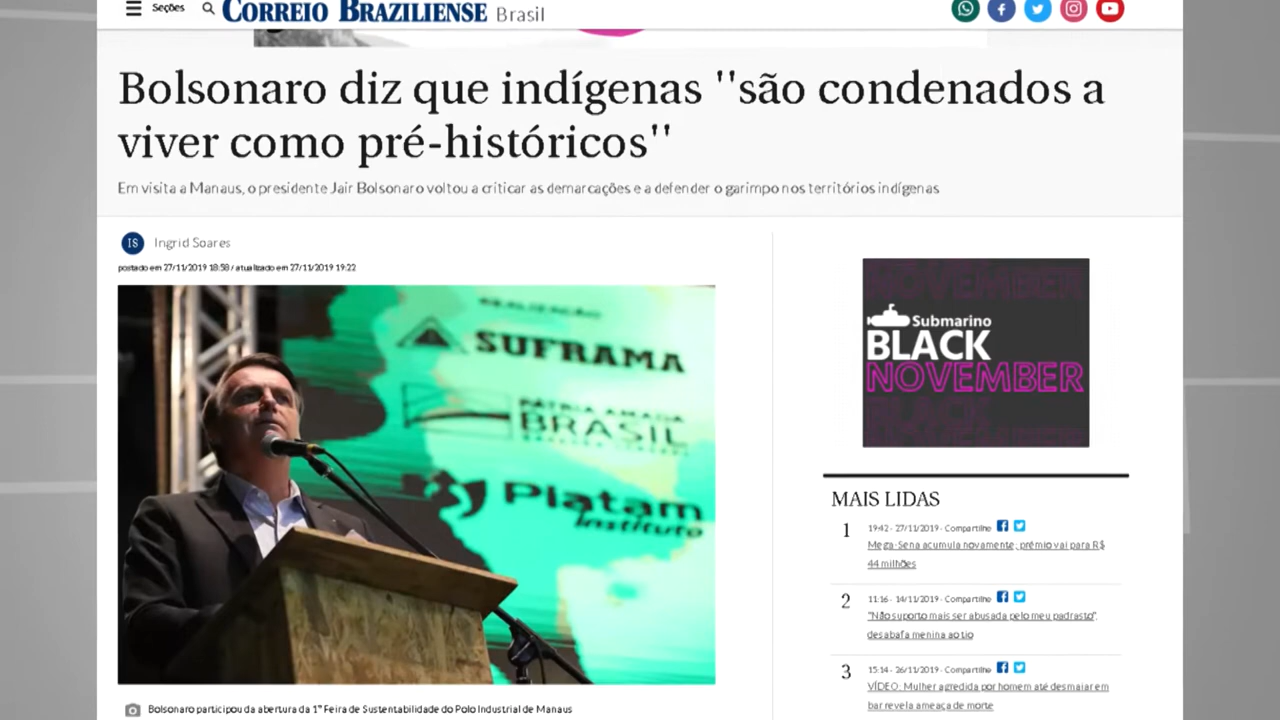 Seções
CORREIO BRAZILIENSE Brasil
Bolsonaro diz que indígenas ''são condenados a
viver como pré-históricos''
Em visita a Manaus, o presidente Jair Bolsonaro voltou a criticar as demarcações e a defender o garimpo nos territórios indígenas
IS Ingrid Soares
postado em 27/11/2019 18:58 / atualizado em 27/11/2019 19:22
REALIZAÇÃO
SUFRAMA
PÁTRIA AMADA
BRASIL
Piatam
Instituto
Bolsonaro participou da abertura da 1ª Feira de Sustentabilidade do Polo Industrial de Manaus
NOVEMBER
Submarino
BLACK
NOVEMBER
BLACK
MAIS LIDAS
1
19:42 - 27/11/2019 - Compartilhe
Mega-Sena acumula novamente; prêmio vai para R$
44 milhões
2
11:16 - 14/11/2019 - Compartilhe
"Não suporto mais ser abusada pelo meu padrasto",
desabafa menina ao tio
3
15:14 - 26/11/2019 - Compartilhe
VÍDEO: Mulher agredida por homem até desmaiar em
bar revela ameaça de morte